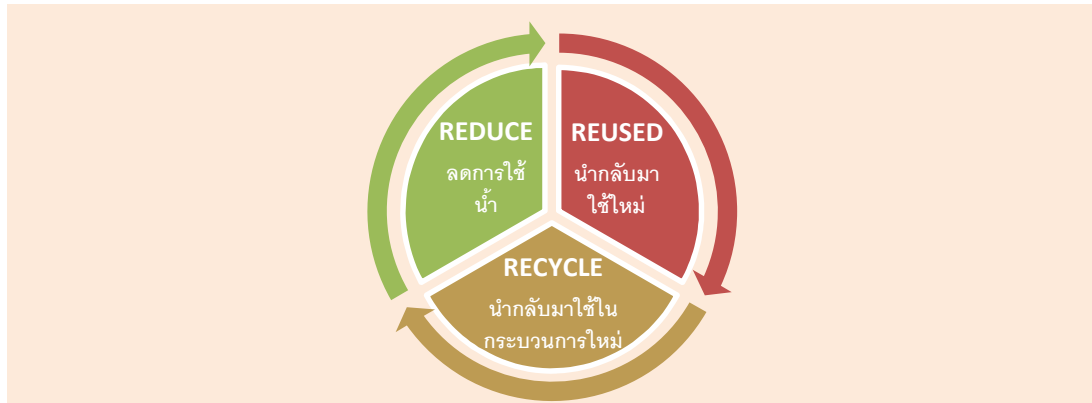 REDUCE
ลดการใช้
น้ำ
REUSED
นำกลับมา
ใช้ใหม่
RECYCLE
นำกลับมาใช้ใน
กระบวนการใหม่